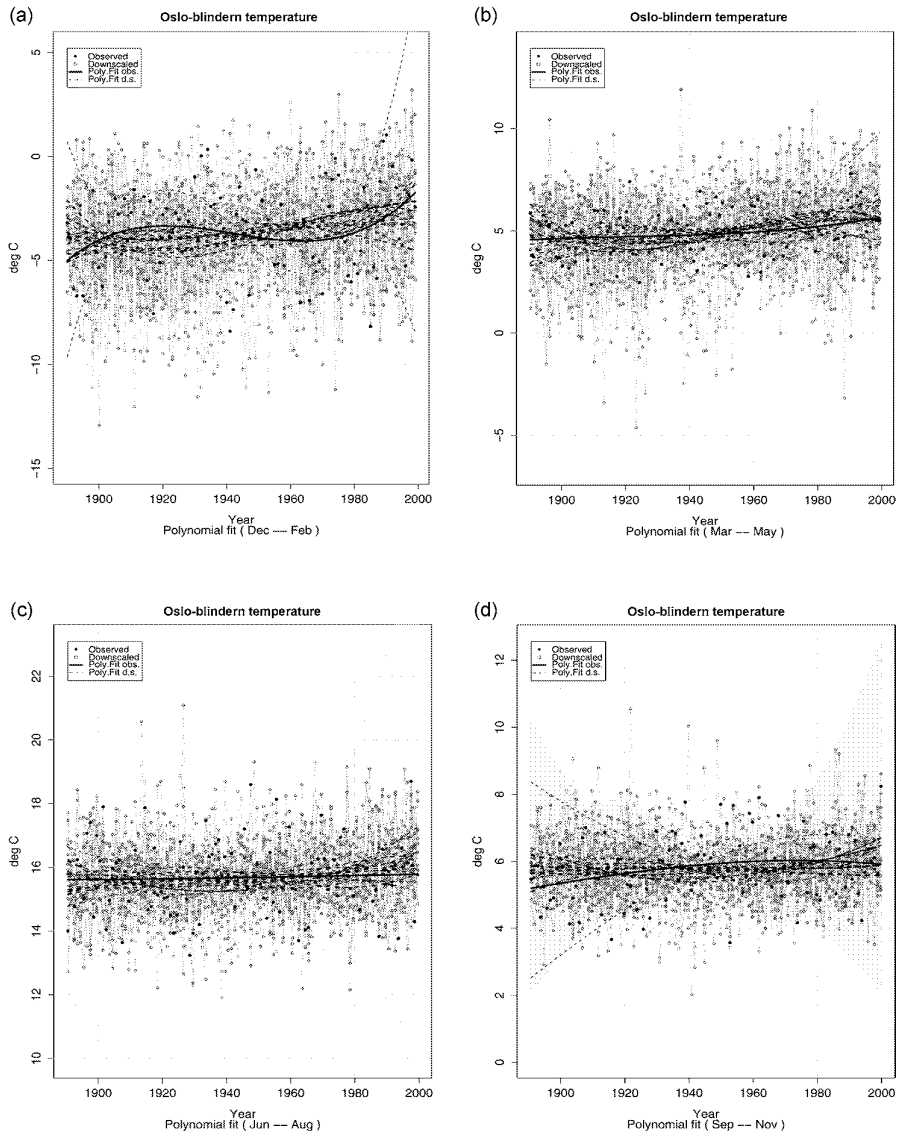 (a)
Oslo-blindern temperature
Observed
Downscaled
Poly.Fit obs.
Poly.Fit d.s.
deg C
5
0
−5
−10
−15
1900 1920 1940 1960 1980 2000
Year
Polynomial fit ( Dec −− Feb )
(b)
Oslo-blindern temperature
Observed
Downscaled
Poly.Fit obs.
Poly.Fit d.s.
deg C
10
5
0
−5
1900 1920 1940 1960 1980 2000
Year
Polynomial fit ( Mar −− May )
(c)
Oslo-blindern temperature
Observed
Downscaled
Poly.Fit obs.
Poly.Fit d.s.
deg C
22
20
18
16
14
12
10
1900 1920 1940 1960 1980 2000
Year
Polynomial fit ( Jun −− Aug )
(d)
Oslo-blindern temperature
Observed
Downscaled
Poly.Fit obs.
Poly.Fit d.s.
deg C
12
10
8
6
4
2
0
1900 1920 1940 1960 1980 2000
Year
Polynomial fit ( Sep −− Nov )